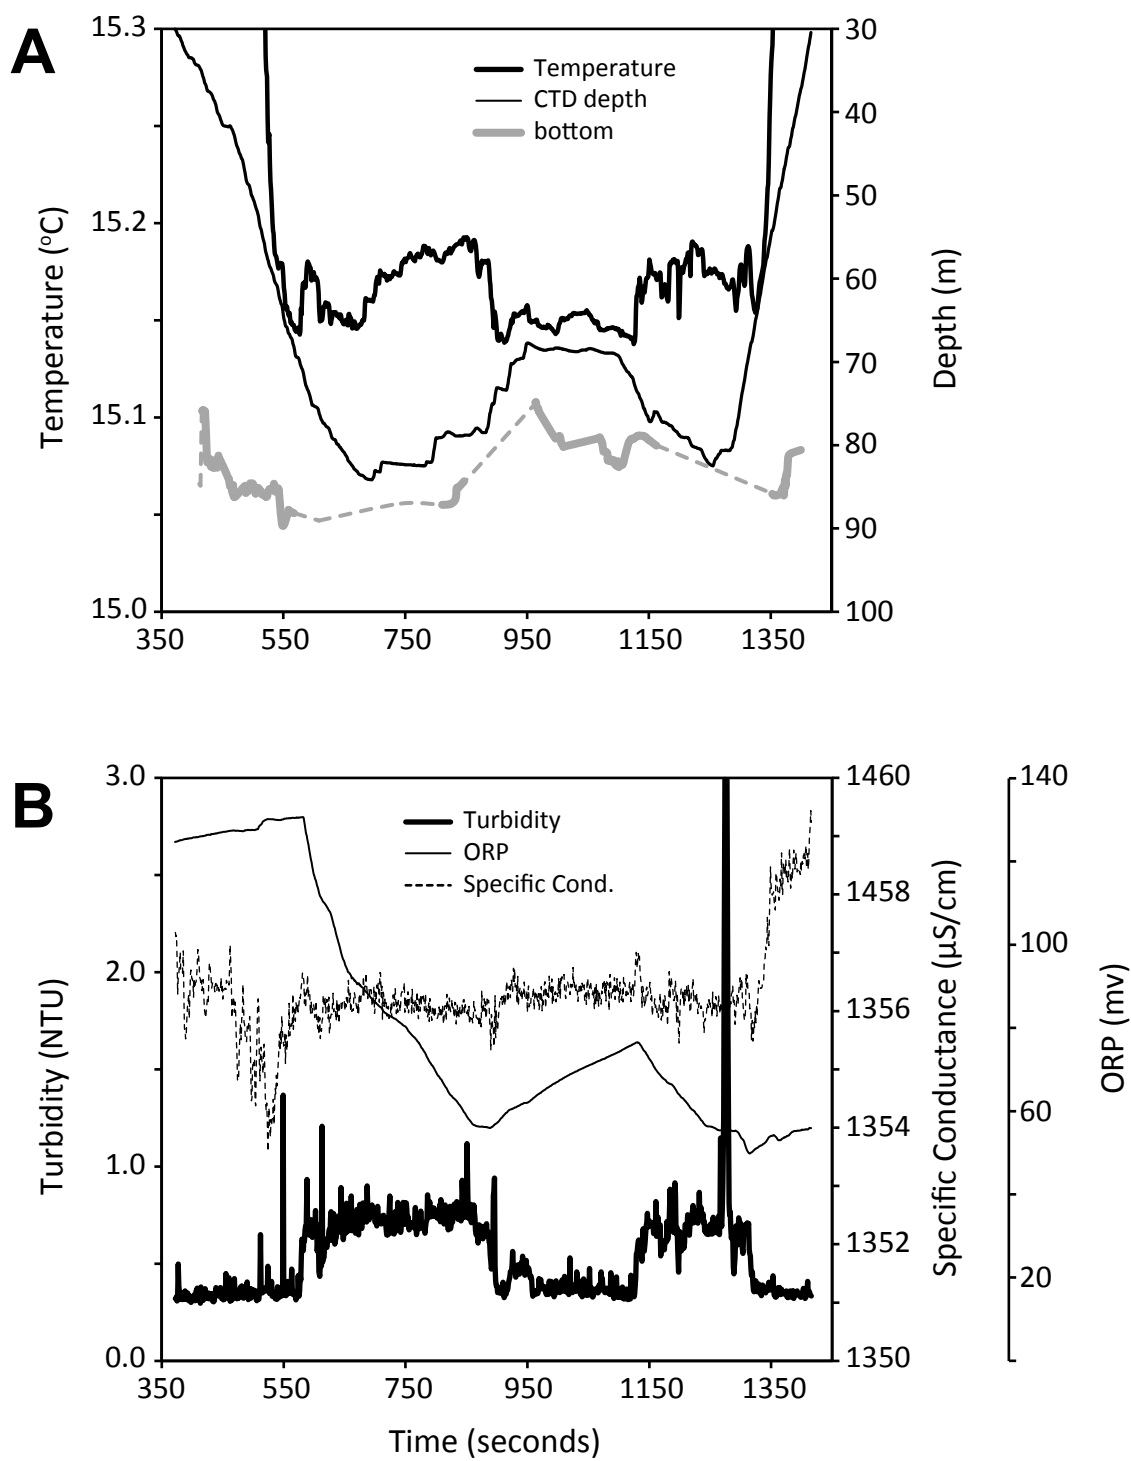 A
15.3
15.2
15.1
15.0
Temperature (ºC)
Temperature
CTD depth
bottom
30
40
50
60
70
80
90
100
Depth (m)
350 550 750 950 1150 1350
B
3.0
2.0
1.0
0.0
Turbidity (NTU)
Turbidity
ORP
Specific Cond.
1460
1458
1356
1354
1352
1350
Specific Conductance (µS/cm)
140
100
60
20
ORP (mv)
350 550 750 950 1150 1350
Time (seconds)